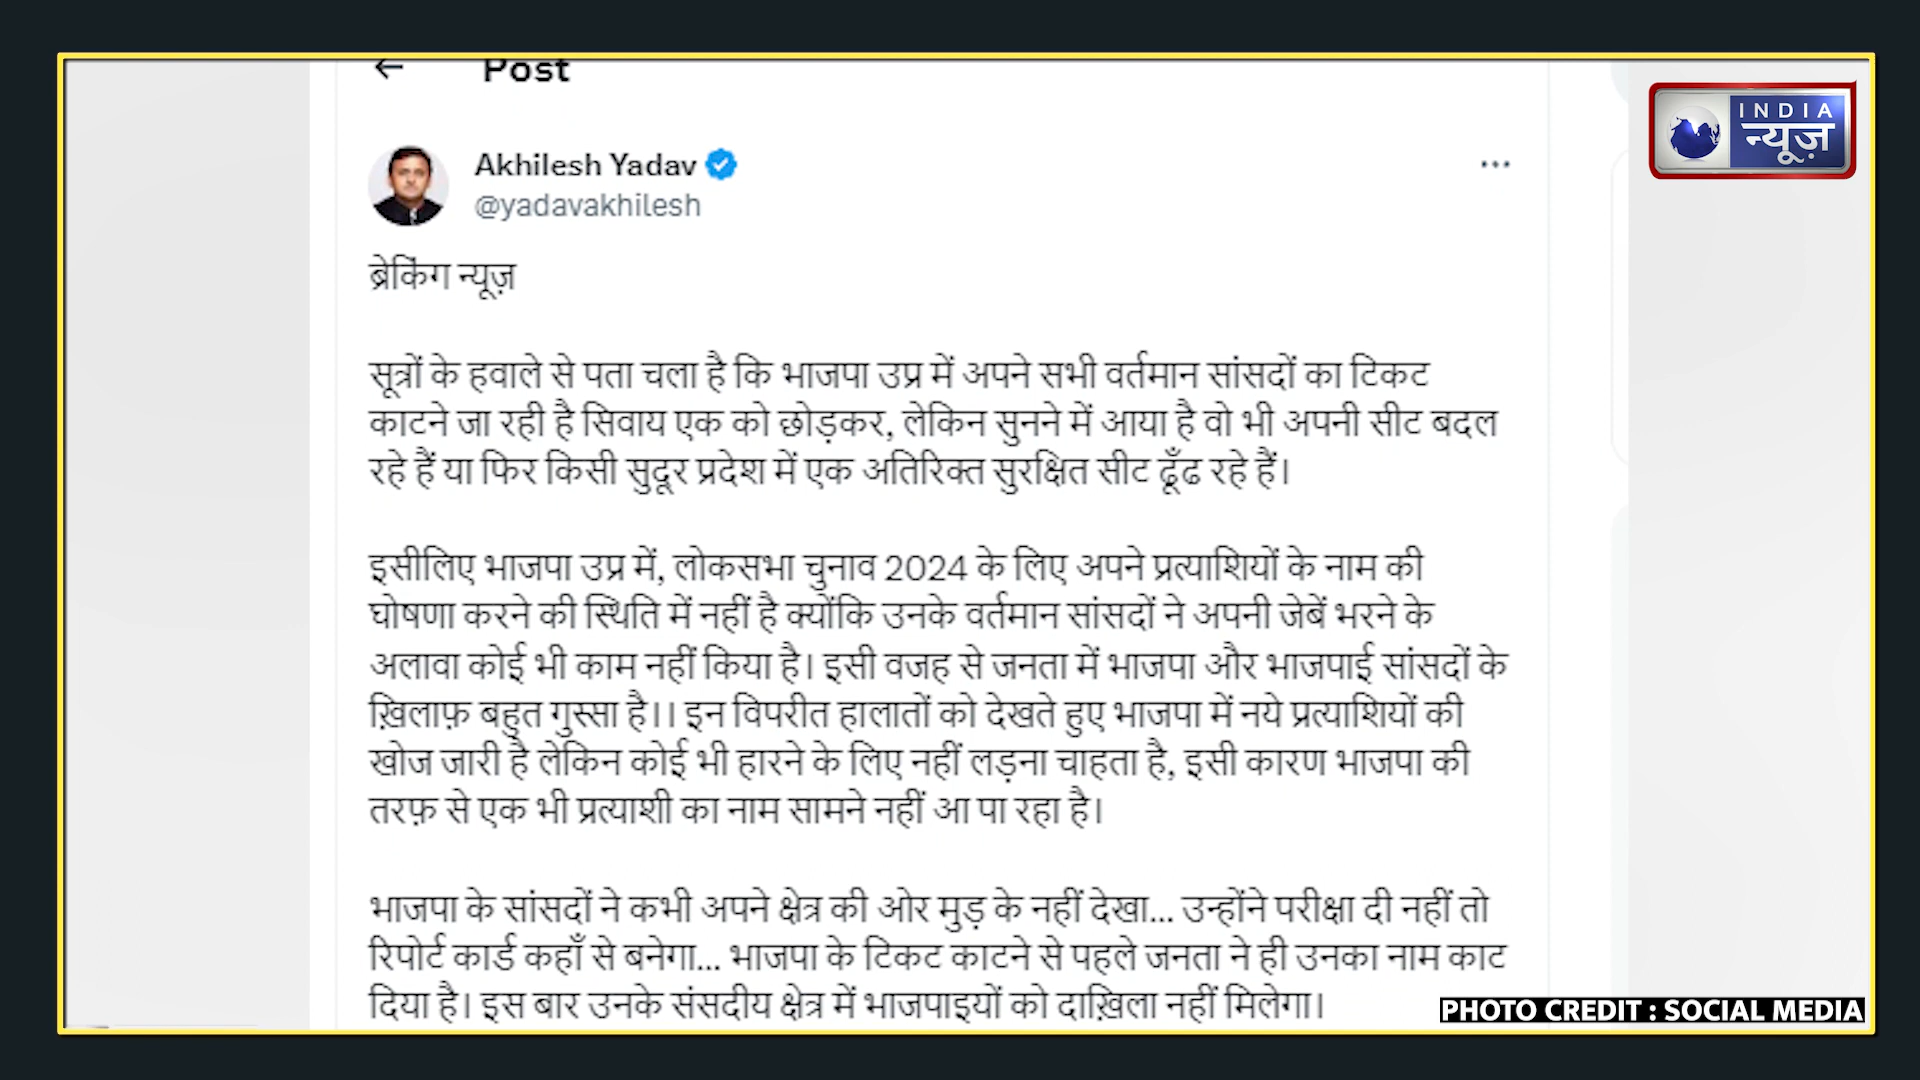 Post
INDIA
न्यूज़
Akhilesh Yadav
@yadavakhilesh
ब्रेकिंग न्यूज़
सूत्रों के हवाले से पता चला है कि भाजपा उप्र में अपने सभी वर्तमान सांसदों का टिकट
काटने जा रही है सिवाय एक को छोड़कर, लेकिन सुनने में आया है वो भी अपनी सीट बदल
रहे हैं या फिर किसी सुदूर प्रदेश में एक अतिरिक्त सुरक्षित सीट ढूँढ रहे हैं।
इसीलिए भाजपा उप्र में, लोकसभा चुनाव 2024 के लिए अपने प्रत्याशियों के नाम की
घोषणा करने की स्थिति में नहीं है क्योंकि उनके वर्तमान सांसदों ने अपनी जेबें भरने के
अलावा कोई भी काम नहीं किया है। इसी वजह से जनता में भाजपा और भाजपाई सांसदों के
ख़िलाफ़ बहुत गुस्सा है।। इन विपरीत हालातों को देखते हुए भाजपा में नये प्रत्याशियों की
खोज जारी है लेकिन कोई भी हारने के लिए नहीं लड़ना चाहता है, इसी कारण भाजपा की
तरफ़ से एक भी प्रत्याशी का नाम सामने नहीं आ पा रहा है।
भाजपा के सांसदों ने कभी अपने क्षेत्र की ओर मुड़ के नहीं देखा... उन्होंने परीक्षा दी नहीं तो
रिपोर्ट कार्ड कहाँ से बनेगा... भाजपा के टिकट काटने से पहले जनता ने ही उनका नाम काट
दिया है। इस बार उनके संसदीय क्षेत्र में भाजपाइयों को दाख़िला नहीं मिलेगा।
PHOTO CREDIT : SOCIAL MEDIA